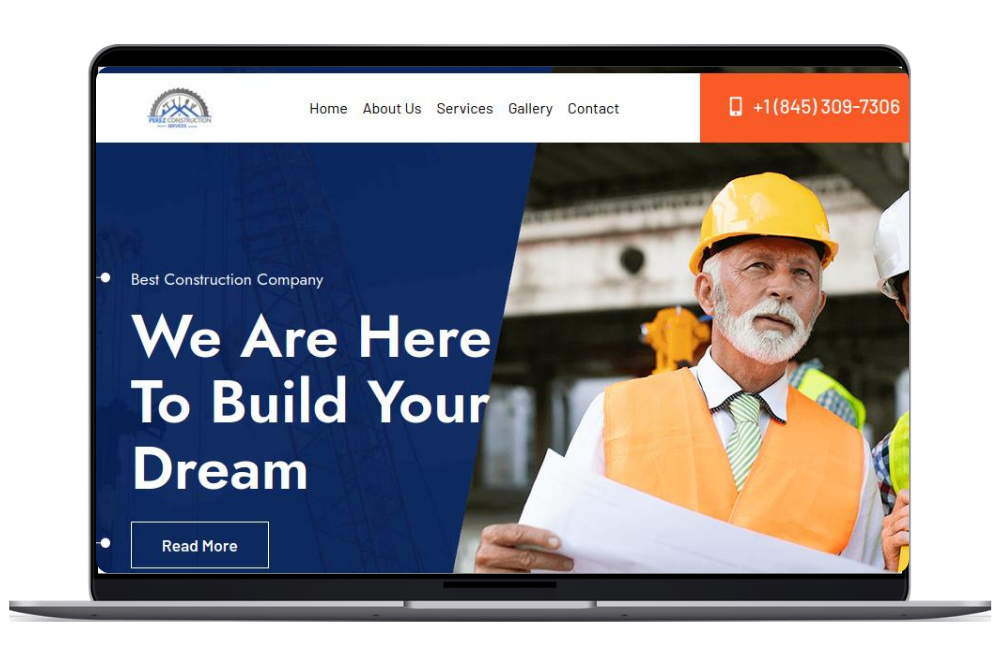 PEREZ CONSTRUCTION
SERVICES
Home About Us Services Gallery Contact
+1 (845) 309-7306
Best Construction Company
We Are Here
To Build Your
Dream
Read More